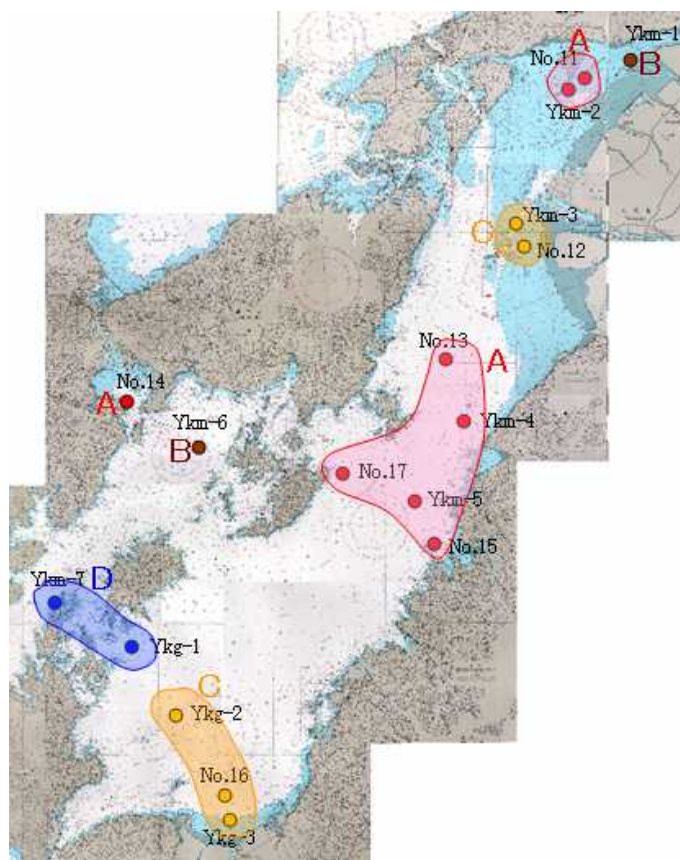 Ykm-1
A
No.11
B
Ykm-2
Ykm-3
C
No.12
No.13
A
No.14
A
Ykm-4
Ykm-6
B
No.17
Ykm-5
No.15
D
Ykm-7
Ykg-1
C
Ykg-2
No.16
Ykg-3